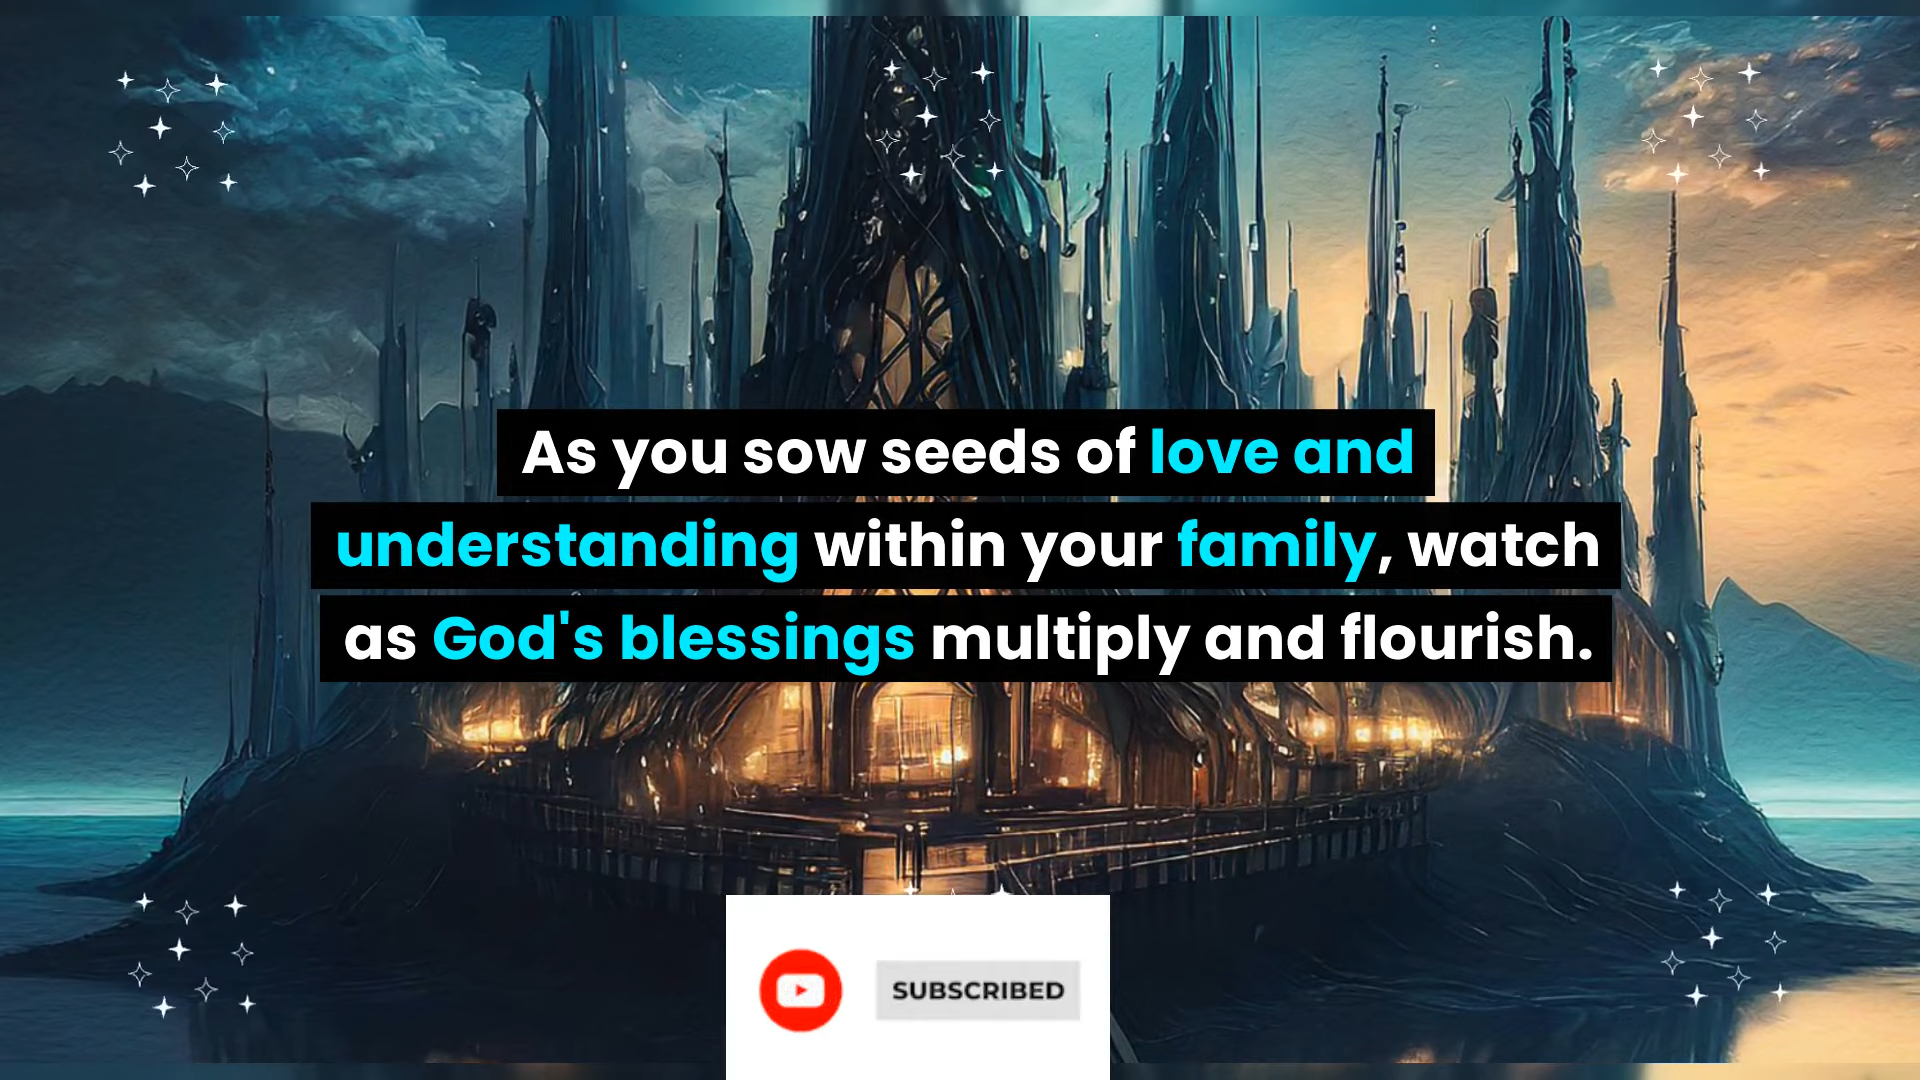 As you sow seeds of love and
understanding within your family, watch
as God's blessings multiply and flourish.
SUBSCRIBED